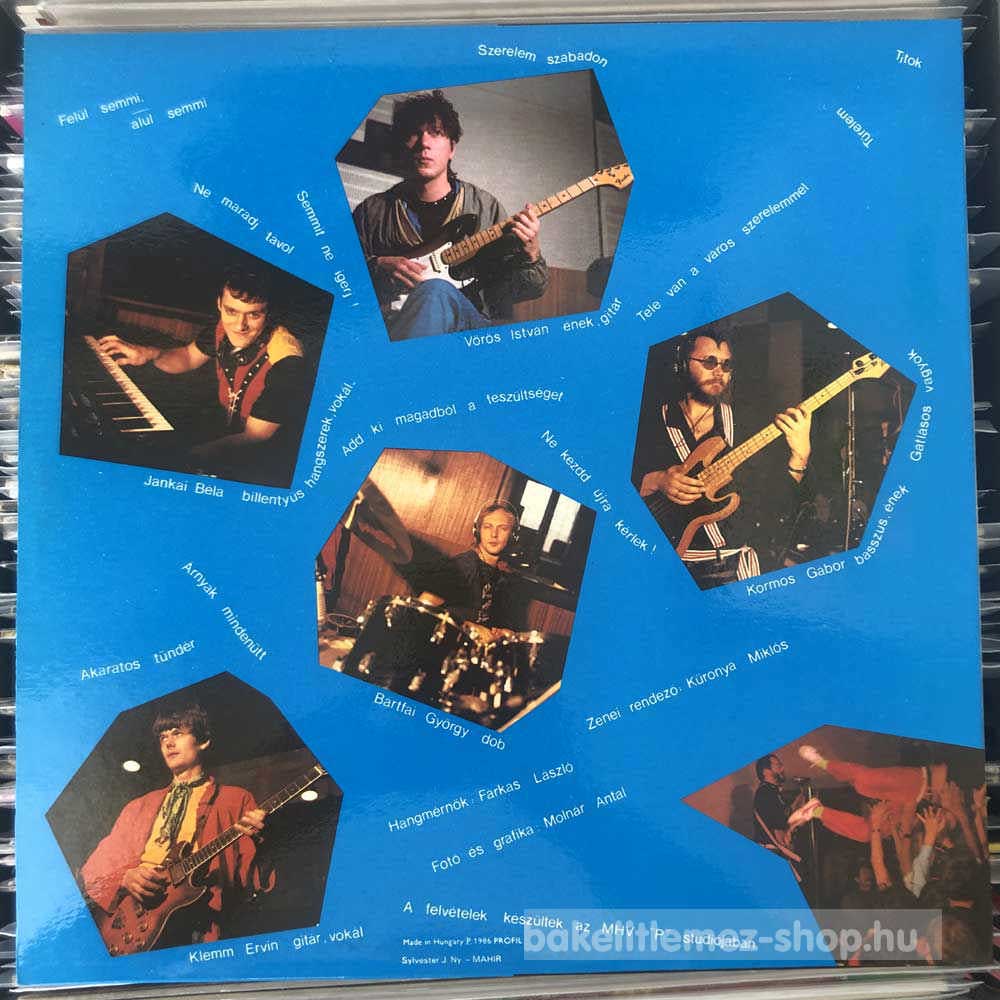 Szerelem szabadon
Titok
Felül semmi,
alul semmi
Türelem
Ne maradj távol
Semmit ne igérj !
Tele van a város szerelemmel
Vörös István ének, gitár
Gátlásos vagyok
Add ki magadból a feszültséget
Jankai Béla billentyűs hangszerek, vokál.
Ne kezdd újra kérlek !
Kormos Gábor basszus, ének
Árnyak mindenütt
Akaratos tündér
Zenei rendező: Küronya Miklós
Bártfai György dob
Hangmérnök: Farkas László
Fotó és grafika: Molnár Antal
A felvételek készültek az MHV stúdiójában
Klemm Ervin gitár, vokál
Made in Hungary P. 1986 PROFIL
Sylvester J. Ny. - MAHIR
bakelitlemez-shop.hu